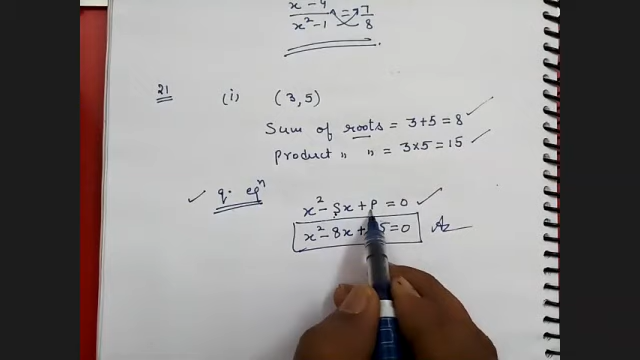 x - 4 / x² - 1 = 7 / 8
21 (i) (3, 5)
Sum of roots = 3 + 5 = 8
Product " " = 3 × 5 = 15
q. eqⁿ
x² - Sx + P = 0
x² - 8x + 5 = 0